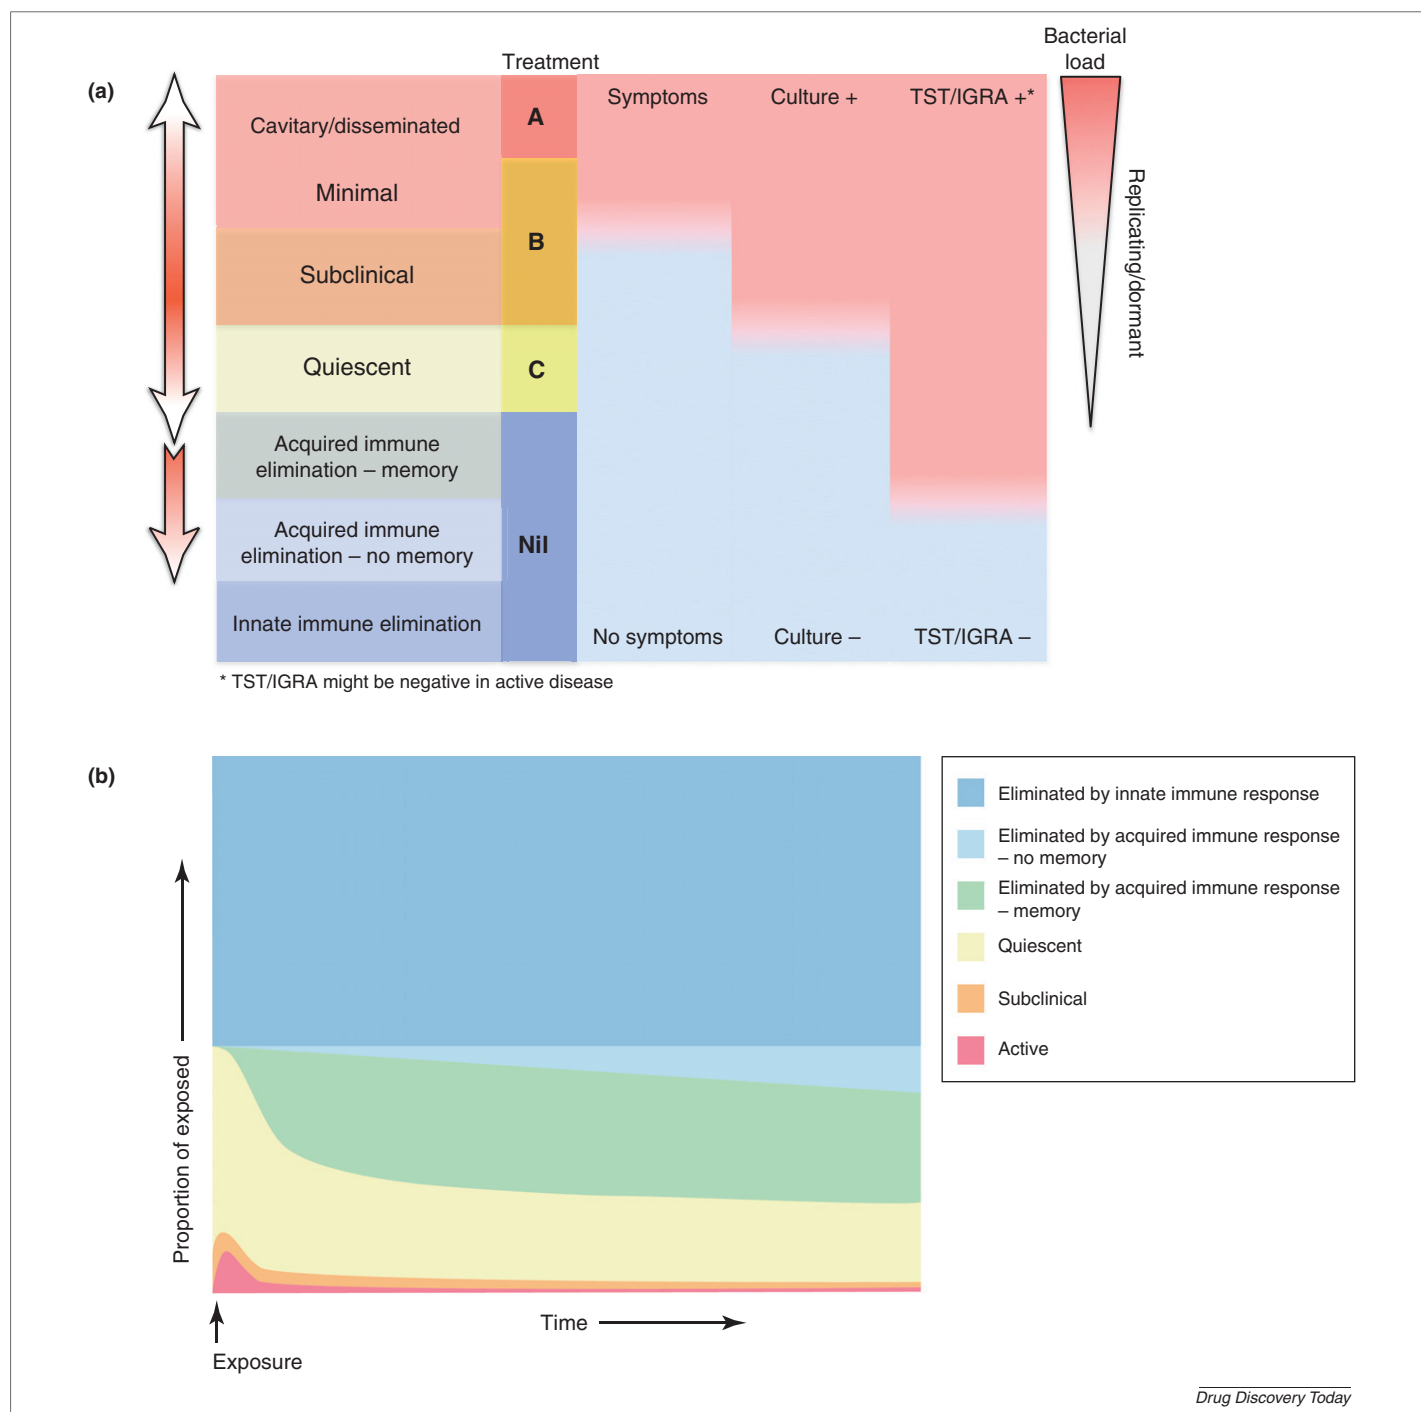 (a)
Treatment
Bacterial
load
Cavitary/disseminated
A
Symptoms
Culture +
TST/IGRA +*
Minimal
B
Subclinical
Replicating/dormant
Quiescent
C
Acquired immune
elimination – memory
Acquired immune
elimination – no memory
Nil
Innate immune elimination
No symptoms
Culture –
TST/IGRA –
* TST/IGRA might be negative in active disease
(b)
Proportion of exposed
Eliminated by innate immune response
Eliminated by acquired immune response
– no memory
Eliminated by acquired immune response
– memory
Quiescent
Subclinical
Active
Time
Exposure
Drug Discovery Today